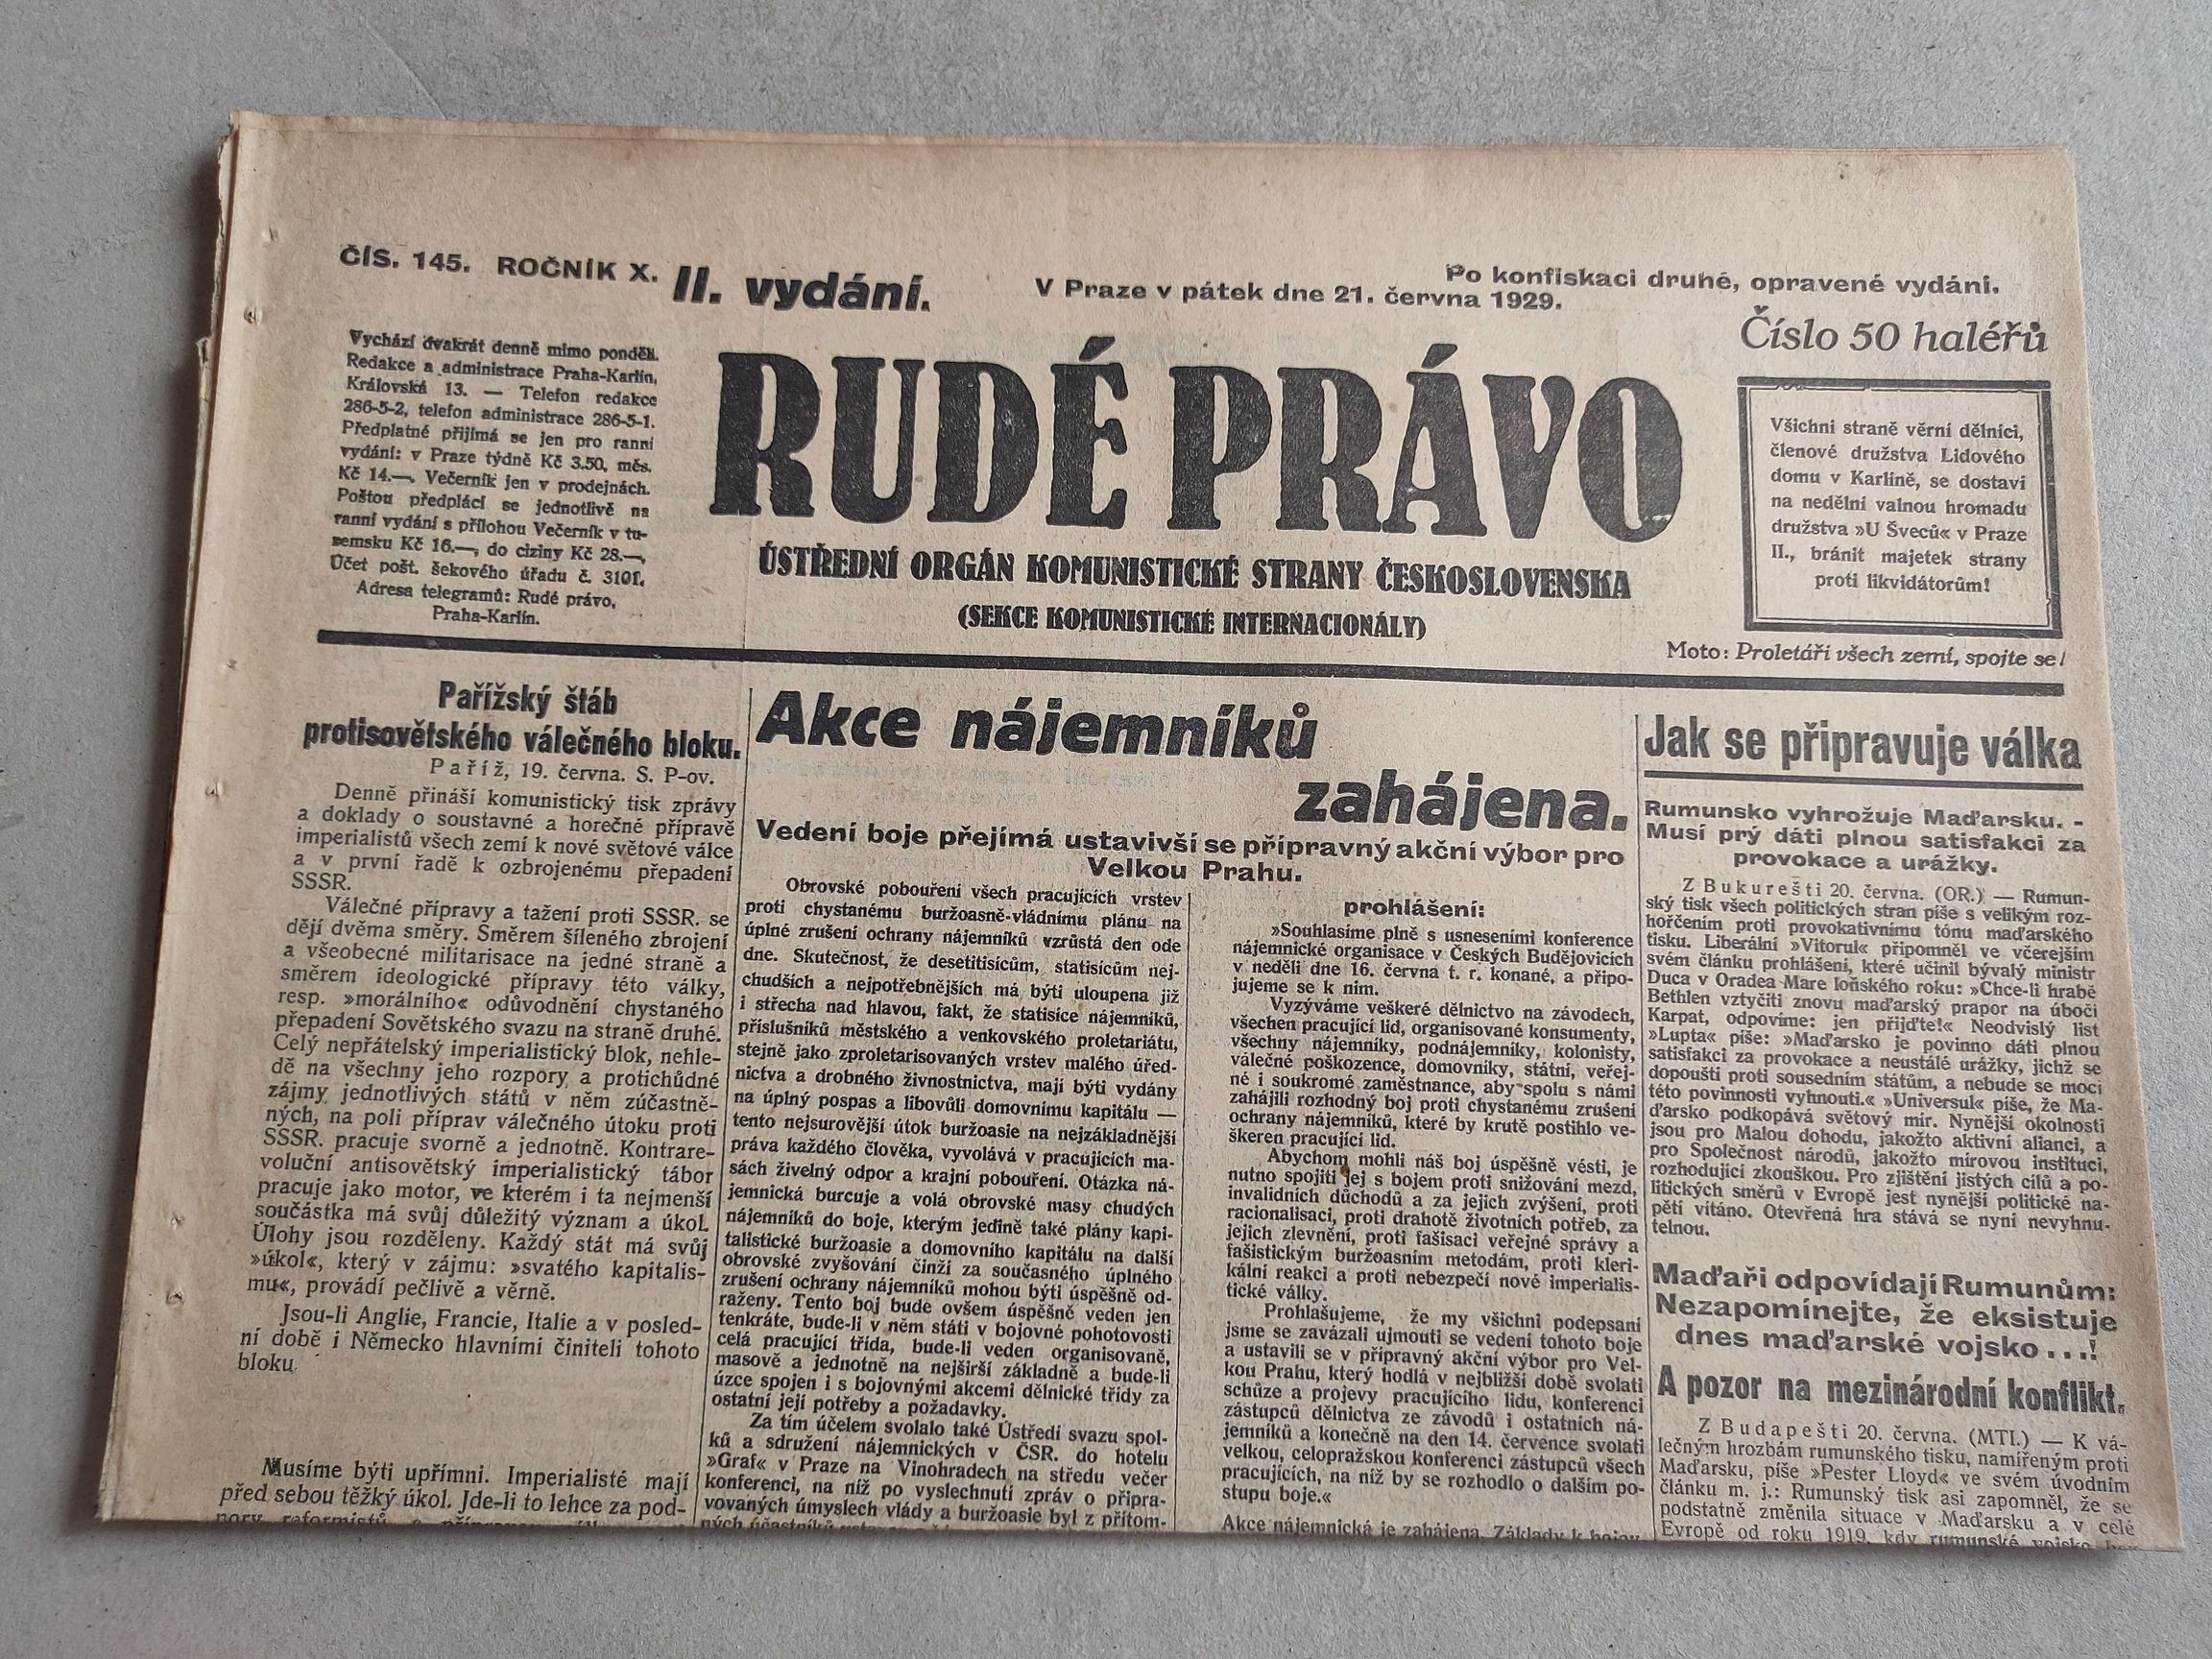 ČÍS. 145. ROČNÍK X. II. vydání.
V Praze v pátek dne 21. června 1929.
Po konfiskaci druhé, opravené vydání.
Číslo 50 haléřů
Vychází dvakrát denně mimo pondělí.
Redakce a administrace Praha-Karlín,
Královská 13. — Telefon redakce
286-5-2, telefon administrace 286-5-1.
Předplatné přijímá se jen pro ranní
vydání: v Praze týdně Kč 3.50, měs.
Kč 14.—. Večerník jen v prodejnách.
Poštou předplácí se jednotlivě na
ranní vydání s přílohou Večerník v tu-
zemsku Kč 16.—, do ciziny Kč 28.—,
Účet pošt. šekového úřadu č. 3101.
Adresa telegramů: Rudé právo,
Praha-Karlín.
RUDÉ PRÁVO
ÚSTŘEDNÍ ORGÁN KOMUNISTICKÉ STRANY ČESKOSLOVENSKA
(SEKCE KOMUNISTICKÉ INTERNACIONÁLY)
Všichni straně věrní dělníci,
členové družstva Lidového
domu v Karlíně, se dostaví
na nedělní valnou hromadu
družstva »U Ševců« v Praze
II., bránit majetek strany
proti likvidátorům!
Moto: Proletáři všech zemí, spojte se!
Pařížský štáb
protisovětského válečného bloku.
Paříž, 19. června. S. P-ov.
Denně přináší komunistický tisk zprávy
a doklady o soustavné a horečné přípravě
imperialistů všech zemí k nové světové válce
a v první řadě k ozbrojenému přepadení
SSSR.
Válečné přípravy a tažení proti SSSR. se
dějí dvěma směry. Směrem šíleného zbrojení
a všeobecné militarisace na jedné straně a
směrem ideologické přípravy této války,
resp. »morálního« odůvodnění chystaného
přepadení Sovětského svazu na straně druhé.
Celý nepřátelský imperialistický blok, nehle-
dě na všechny jeho rozpory a protichůdné
zájmy jednotlivých států v něm zúčastně-
ných, na poli příprav válečného útoku proti
SSSR. pracuje svorně a jednotně. Kontrare-
voluční antisovětský imperialistický tábor
pracuje jako motor, ve kterém i ta nejmenší
součástka má svůj důležitý význam a úkol.
Úlohy jsou rozděleny. Každý stát má svůj
»úkol«, který v zájmu: »svatého kapitalis-
mu«, provádí pečlivě a věrně.
Jsou-li Anglie, Francie, Italie a v posled-
ní době i Německo hlavními činiteli tohoto
bloku
Musíme býti upřímni. Imperialisté mají
před sebou těžký úkol. Jde-li to lehce za pod-
pory reformistů
Akce nájemníků
zahájena.
Vedení boje přejímá ustavivší se přípravný akční výbor pro
Velkou Prahu.
Obrovské pobouření všech pracujících vrstev
proti chystanému buržoasně-vládnímu plánu na
úplné zrušení ochrany nájemníků vzrůstá den ode
dne. Skutečnost, že desetitisícům, statisícům nej-
chudších a nejpotřebnějších má býti uloupena již
i střecha nad hlavou, fakt, že statisíce nájemníků,
příslušníků městského a venkovského proletariátu,
stejně jako zproletarisovaných vrstev malého úřed-
nictva a drobného živnostnictva, mají býti vydány
na úplný pospas a libovůli domovnímu kapitálu —
tento nejsurovější útok buržoasie na nejzákladnější
práva každého člověka, vyvolává v pracujících ma-
sách živelný odpor a krajní pobouření. Otázka ná-
jemnická burcuje a volá obrovské masy chudých
nájemníků do boje, kterým jedině také plány kapi-
talistické buržoasie a domovního kapitálu na další
obrovské zvyšování činží za současného úplného
zrušení ochrany nájemníků mohou býti úspěšně od-
raženy. Tento boj bude ovšem úspěšně veden jen
tenkráte, bude-li v něm státi v bojovné pohotovosti
celá pracující třída, bude-li veden organisovaně,
masově a jednotně na nejširší základně a bude-li
úzce spojen i s bojovnými akcemi dělnické třídy za
ostatní její potřeby a požadavky.
Za tím účelem svolalo také Ústředí svazu spol-
ků a sdružení nájemnických v ČSR. do hotelu
»Graf« v Praze na Vinohradech na středu večer
konferenci, na níž po vyslechnutí zpráv o připra-
vovaných úmyslech vlády a buržoasie byl z přítom-
ných účastníků
prohlášení:
»Souhlasíme plně s usneseními konference
nájemnické organisace v Českých Budějovicích
v neděli dne 16. června t. r. konané, a připo-
jujeme se k nim.
Vyzýváme veškeré dělnictvo na závodech,
všechen pracující lid, organisované konsumenty,
všechny nájemníky, podnájemníky, kolonisty,
válečné poškozence, domovníky, státní, veřej-
né i soukromé zaměstnance, aby spolu s námi
zahájili rozhodný boj proti chystanému zrušení
ochrany nájemníků, které by krutě postihlo ve-
škeren pracující lid.
Abychom mohli náš boj úspěšně vésti, je
nutno spojiti jej s bojem proti snižování mezd,
invalidních důchodů a za jejich zvýšení, proti
racionalisaci, proti drahotě životních potřeb, za
jejich zlevnění, proti fašisaci veřejné správy a
fašistickým buržoasním metodám, proti kleri-
kální reakci a proti nebezpečí nové imperialis-
tické války.
Prohlašujeme, že my všichni podepsaní
jsme se zavázali ujmouti se vedení tohoto boje
a ustavili se v přípravný akční výbor pro Vel-
kou Prahu, který hodlá v nejbližší době svolati
schůze a projevy pracujícího lidu, konferenci
zástupců dělnictva ze závodů i ostatních ná-
jemníků a konečně na den 14. července svolati
velkou, celopražskou konferenci zástupců všech
pracujících, na níž by se rozhodlo o dalším po-
stupu boje.«
Akce nájemnická je zahájena. Základy k bojov-
Jak se připravuje válka
Rumunsko vyhrožuje Maďarsku. -
Musí prý dáti plnou satisfakci za
provokace a urážky.
Z Bukurešti 20. června. (OR.) — Rumun-
ský tisk všech politických stran píše s velikým roz-
hořčením proti provokativnímu tónu maďarského
tisku. Liberální »Vitorul« připomněl ve včerejším
svém článku prohlášení, které učinil bývalý ministr
Duca v Oradea Mare loňského roku: »Chce-li hrabě
Bethlen vztyčiti znovu maďarský prapor na úbočí
Karpat, odpovíme: jen přijďte!« Neodvislý list
»Lupta« píše: »Maďarsko je povinno dáti plnou
satisfakci za provokace a neustálé urážky, jichž se
dopouští proti sousedním státům, a nebude se moci
této povinnosti vyhnouti.« »Universul« píše, že Ma-
ďarsko podkopává světový mír. Nynější okolnosti
jsou pro Malou dohodu, jakožto aktivní alianci, a
pro Společnost národů, jakožto mírovou instituci,
rozhodující zkouškou. Pro zjištění jistých cílů a po-
litických směrů v Evropě jest nynější politické na-
pětí vítáno. Otevřená hra stává se nyní nevyhnu-
telnou.
Maďaři odpovídají Rumunům:
Nezapomínejte, že eksistuje
dnes maďarské vojsko...!
A pozor na mezinárodní konflikt.
Z Budapešti 20. června. (MTI.) — K vá-
lečným hrozbám rumunského tisku, namířeným proti
Maďarsku, píše »Pester Lloyd« ve svém úvodním
článku m. j.: Rumunský tisk asi zapomněl, že se
podstatně změnila situace v Maďarsku a v celé
Evropě od roku 1919, kdy rumunské vojsko